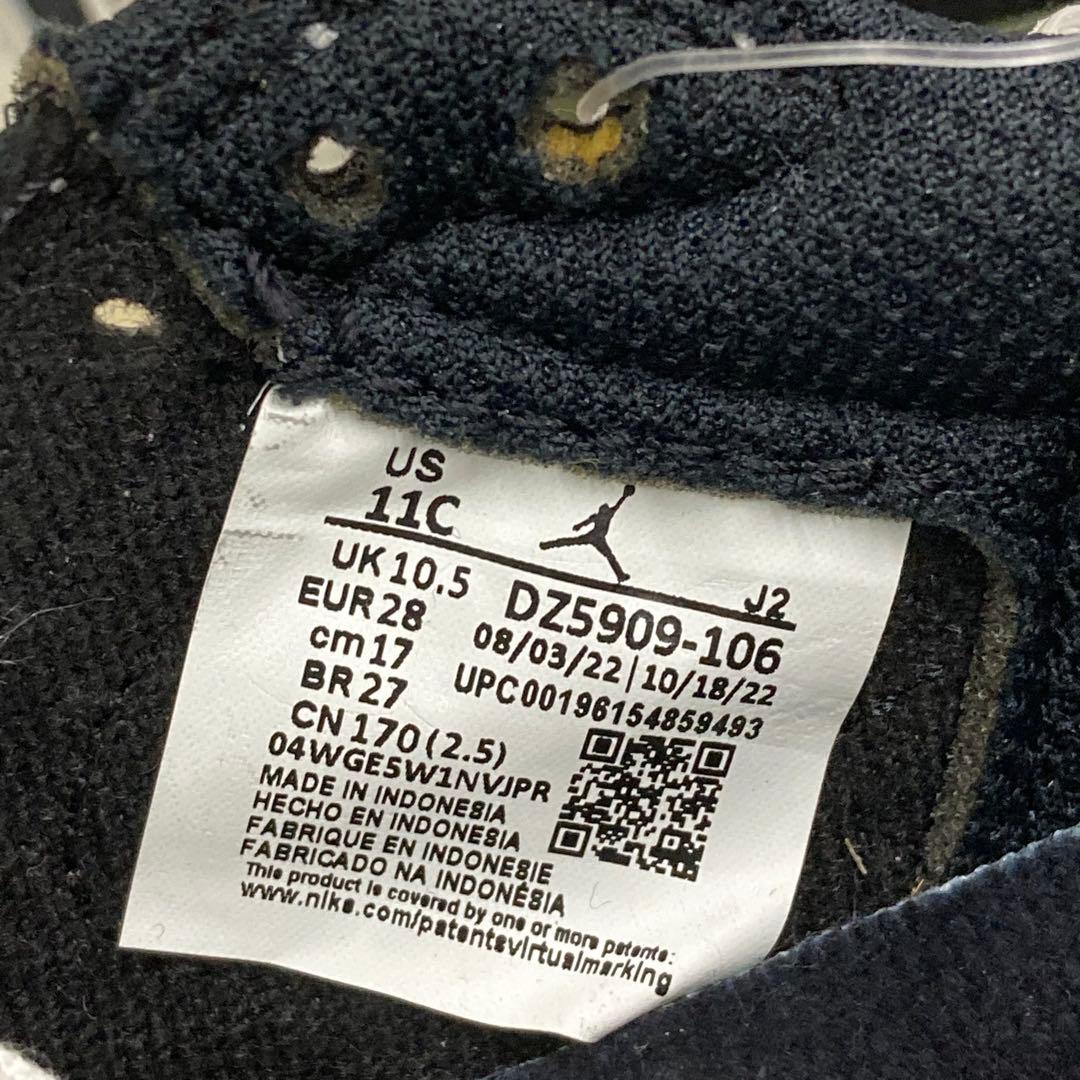 US
11C
J2
UK 10.5
EUR 28
cm 17
BR 27
CN 170 (2.5)
DZ5909-106
08/03/22 | 10/18/22
UPC00196154859493
04WGE5W1NVJPR
MADE IN INDONESIA
HECHO EN INDONESIA
FABRIQUE EN INDONESIE
FABRICADO NA INDONÉSIA
This product is covered by one or more patents:
www.nike.com/patentsvirtualmarking